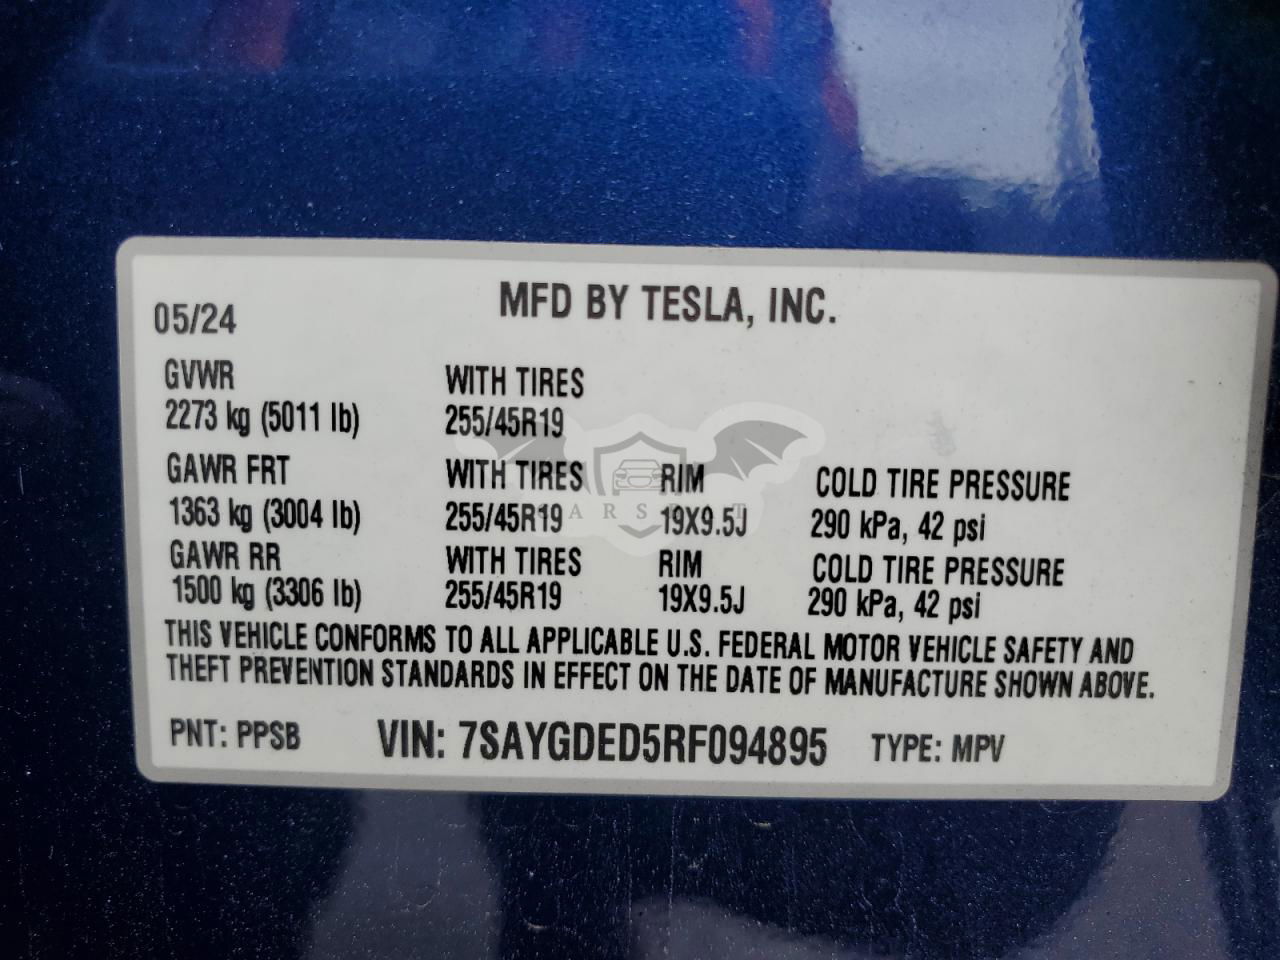 05/24 MFD BY TESLA, INC.
GVWR WITH TIRES
2273 kg (5011 lb) 255/45R19
GAWR FRT WITH TIRES RIM COLD TIRE PRESSURE
1363 kg (3004 lb) 255/45R19 19X9.5J 290 kPa, 42 psi
GAWR RR WITH TIRES RIM COLD TIRE PRESSURE
1500 kg (3306 lb) 255/45R19 19X9.5J 290 kPa, 42 psi
THIS VEHICLE CONFORMS TO ALL APPLICABLE U.S. FEDERAL MOTOR VEHICLE SAFETY AND
THEFT PREVENTION STANDARDS IN EFFECT ON THE DATE OF MANUFACTURE SHOWN ABOVE.
PNT: PPSB VIN: 7SAYGDED5RF094895 TYPE: MPV